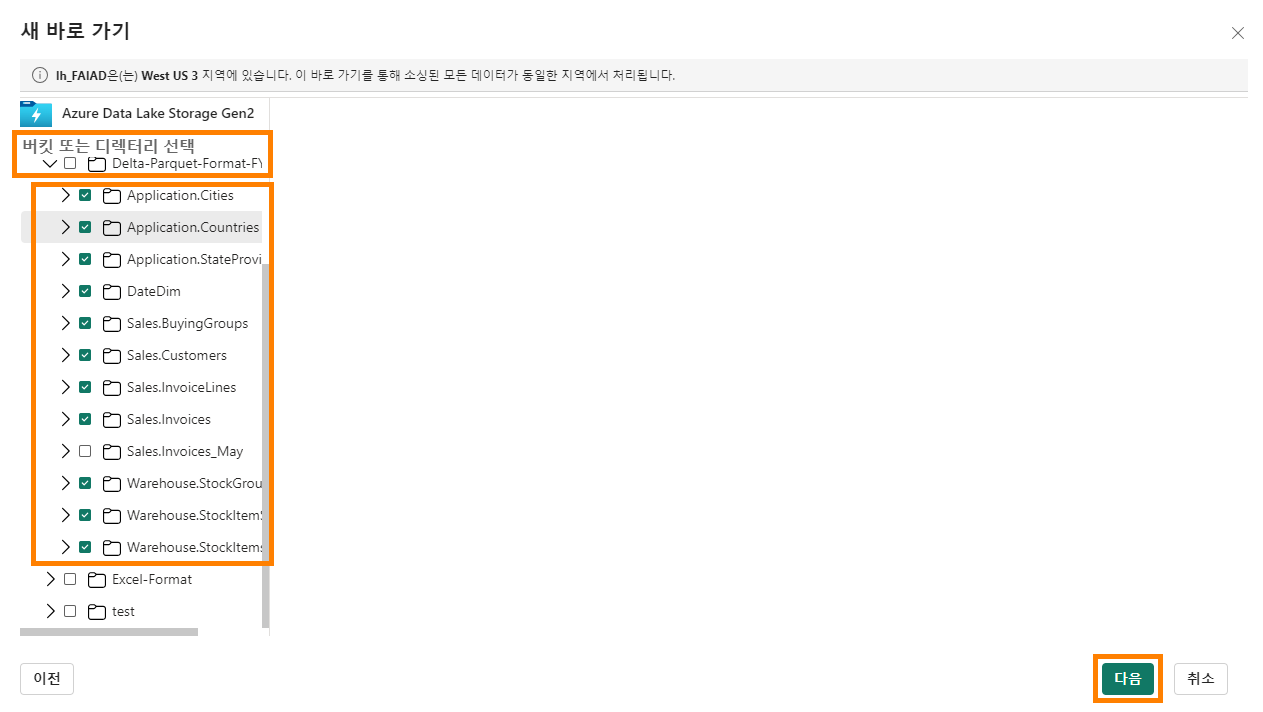 새 바로 가기
lh_FAIAD은(는) West US 3 지역에 있습니다. 이 바로 가기를 통해 소싱된 모든 데이터가 동일한 지역에서 처리됩니다.
Azure Data Lake Storage Gen2
버킷 또는 디렉터리 선택
Delta-Parquet-Format-FY
Application.Cities
Application.Countries
Application.StateProvi
DateDim
Sales.BuyingGroups
Sales.Customers
Sales.InvoiceLines
Sales.Invoices
Sales.Invoices_May
Warehouse.StockGrou
Warehouse.StockItemS
Warehouse.StockItems
Excel-Format
test
이전
다음
취소